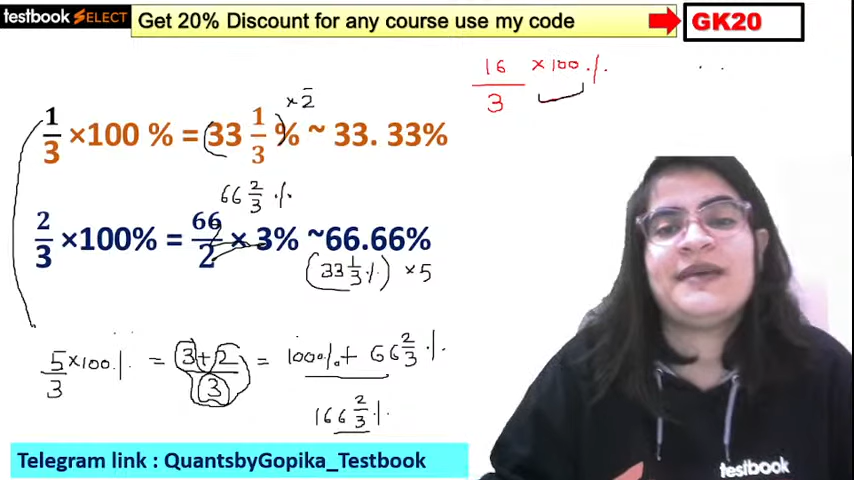 testbook SELECT
Get 20% Discount for any course use my code
GK20
16/3 ×100 %
×2
1/3 ×100 % = 33 1/3 % ~ 33. 33%
66 2/3 %
2/3 ×100% = 66/2 × 3% ~66.66%
(33 1/3 %) ×5
5/3 ×100% = 3+2/3 = 100% + 66 2/3 %
166 2/3 %
Telegram link : QuantsbyGopika_Testbook
testbook